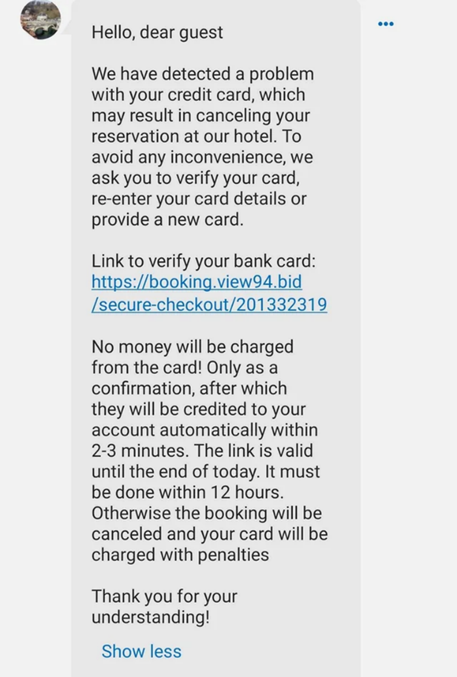 Hello, dear guest
We have detected a problem
with your credit card, which
may result in canceling your
reservation at our hotel. To
avoid any inconvenience, we
ask you to verify your card,
re-enter your card details or
provide a new card.
Link to verify your bank card:
https://booking.view94.bid
/secure-checkout/201332319
No money will be charged
from the card! Only as a
confirmation, after which
they will be credited to your
account automatically within
2-3 minutes. The link is valid
until the end of today. It must
be done within 12 hours.
Otherwise the booking will be
canceled and your card will be
charged with penalties
Thank you for your
understanding!
Show less